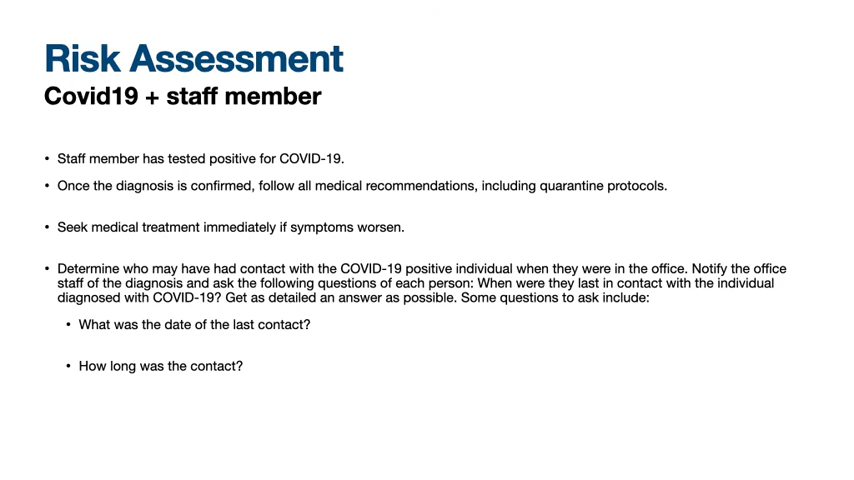 Risk Assessment
Covid19 + staff member
• Staff member has tested positive for COVID-19.
• Once the diagnosis is confirmed, follow all medical recommendations, including quarantine protocols.
• Seek medical treatment immediately if symptoms worsen.
• Determine who may have had contact with the COVID-19 positive individual when they were in the office. Notify the office
staff of the diagnosis and ask the following questions of each person: When were they last in contact with the individual
diagnosed with COVID-19? Get as detailed an answer as possible. Some questions to ask include:
• What was the date of the last contact?
• How long was the contact?